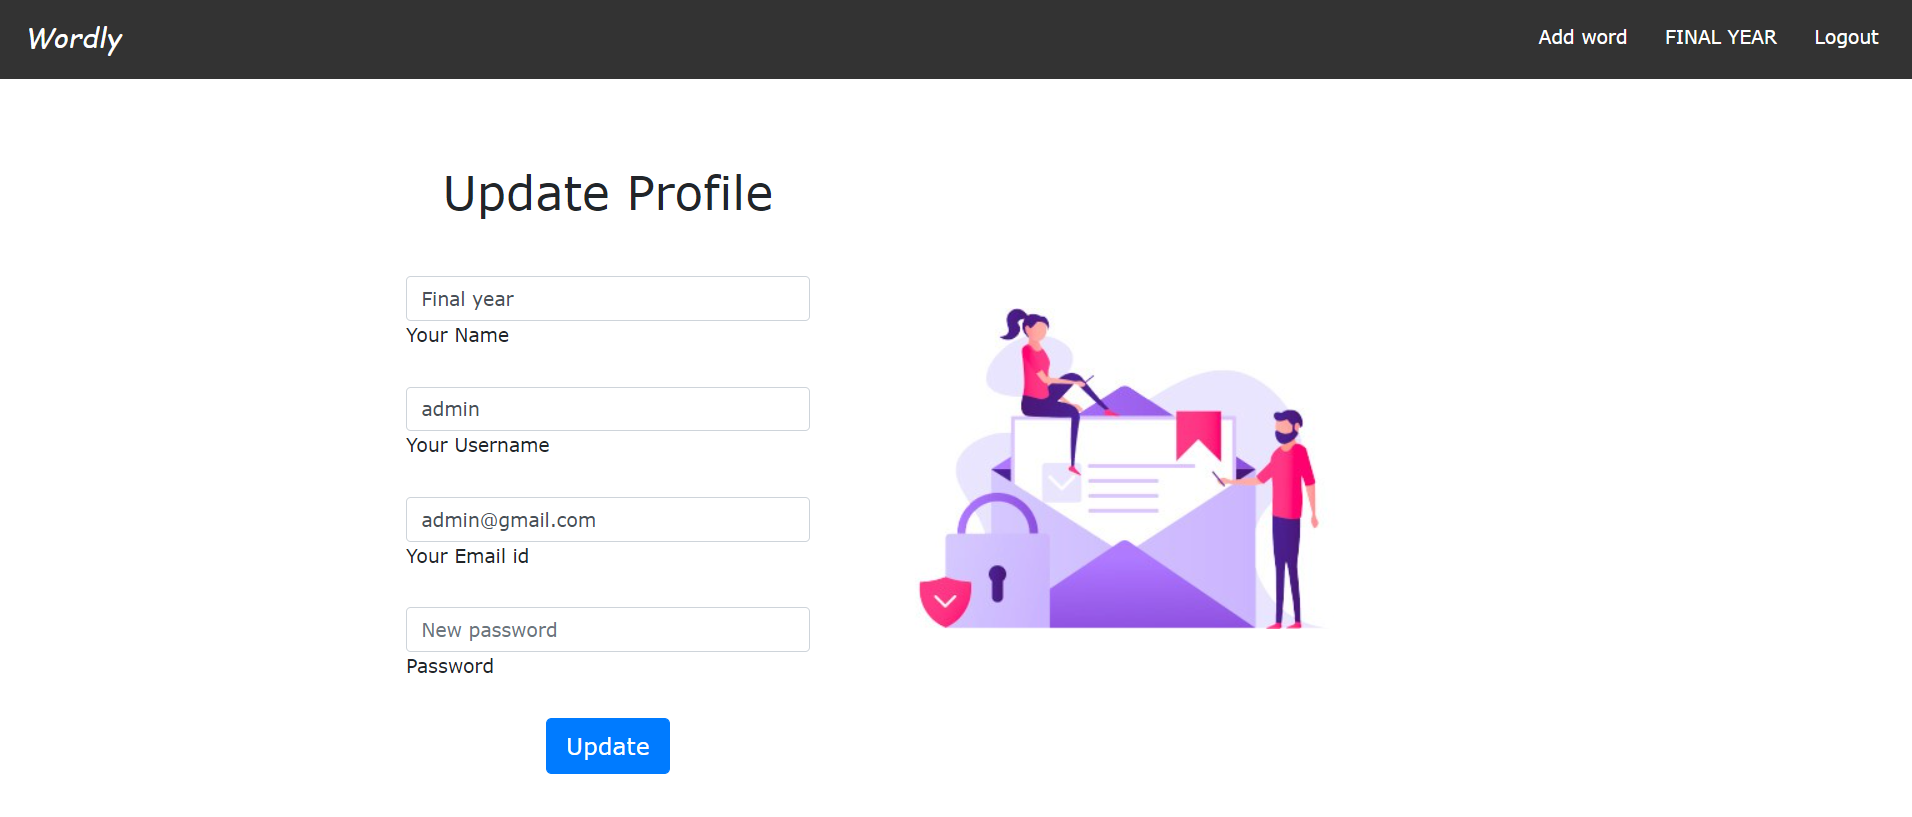 Wordly
Add word FINAL YEAR Logout
Update Profile
Final year
Your Name
admin
Your Username
admin@gmail.com
Your Email id
New password
Password
Update